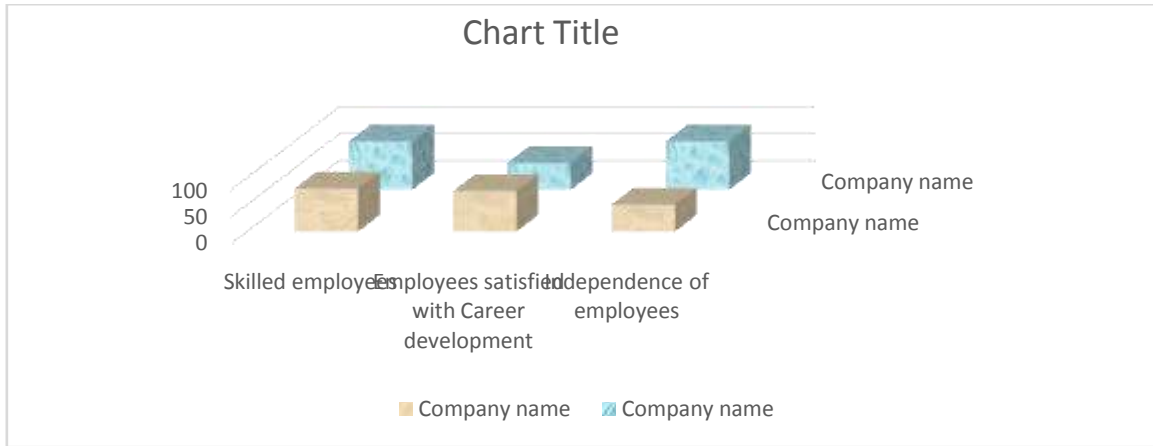 Chart Title
100
50
0
Company name
Company name
Skilled employees
Employees satisfied
with Career
development
Independence of
employees
Company name
Company name